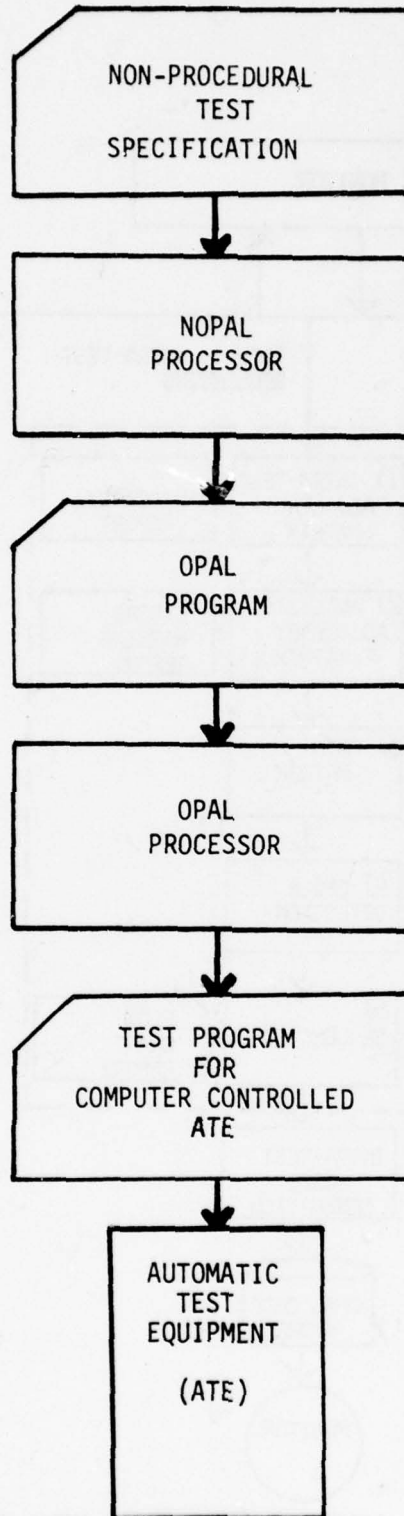 NON-PROCEDURAL
TEST
SPECIFICATION
NOPAL
PROCESSOR
OPAL
PROGRAM
OPAL
PROCESSOR
TEST PROGRAM
FOR
COMPUTER CONTROLLED
ATE
AUTOMATIC
TEST
EQUIPMENT
(ATE)